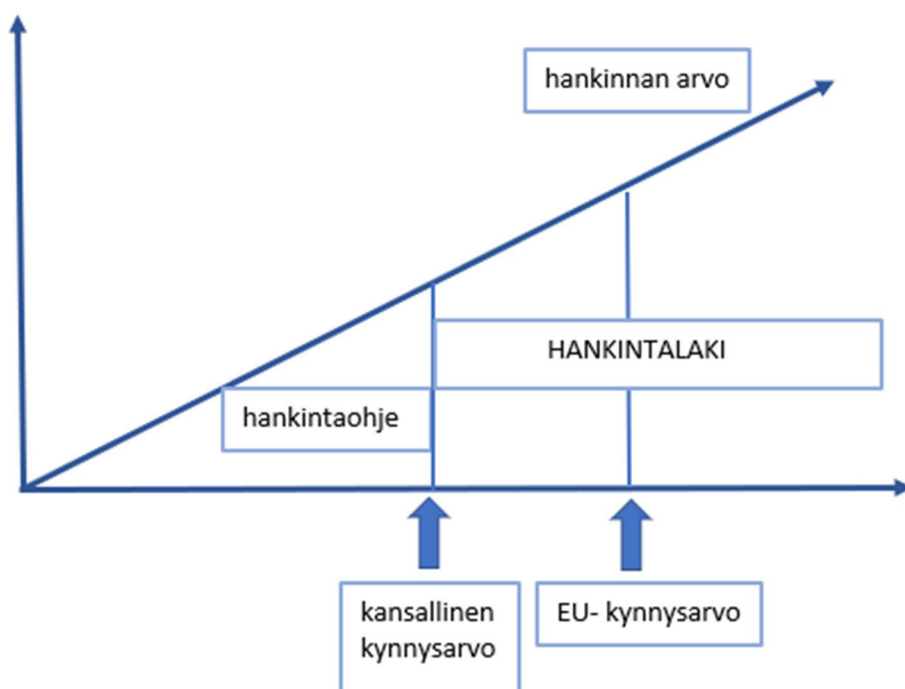 hankinnan arvo
HANKINTALAKI
hankintaohje
kansallinen
kynnysarvo
EU- kynnysarvo